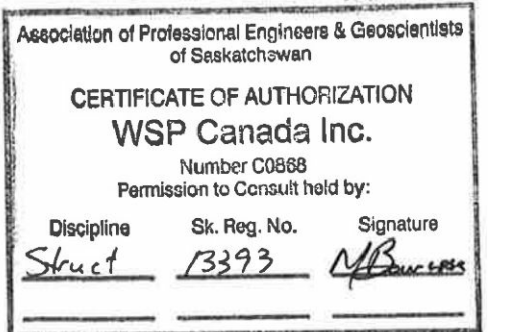 Association of Professional Engineers & Geoscientists
of Saskatchewan
CERTIFICATE OF AUTHORIZATION
WSP Canada Inc.
Number C0868
Permission to Consult held by:
Discipline Sk. Reg. No. Signature
Struct 13393